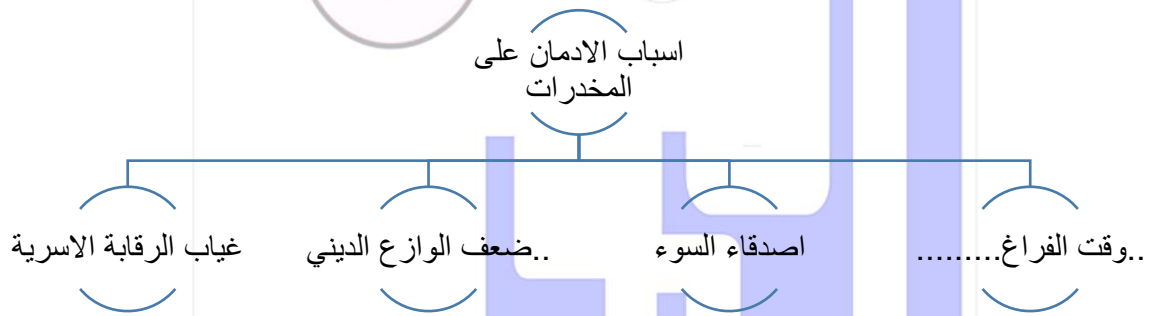 اسباب الادمان على
المخدرات
..وقت الفراغ.........
اصدقاء السوء
..ضعف الوازع الديني
غياب الرقابة الاسرية